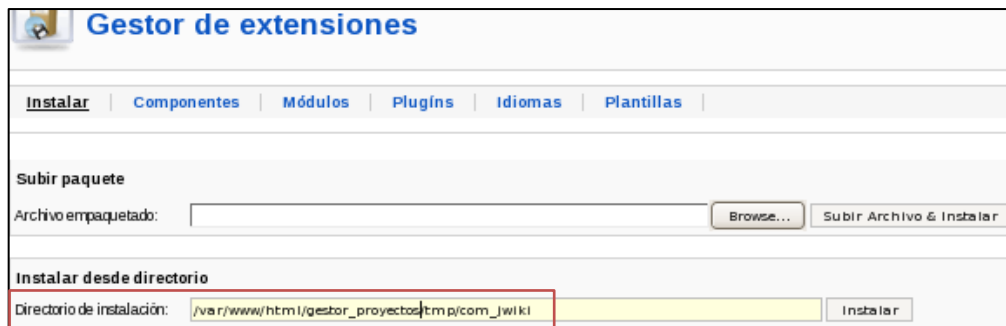 Gestor de extensiones
Instalar | Componentes | Módulos | Plugíns | Idiomas | Plantillas |
Subir paquete
Archivo empaquetado: Browse... Subir Archivo & Instalar
Instalar desde directorio
Directorio de instalación: /var/www/html/gestor_proyectos/tmp/com_jwiki Instalar